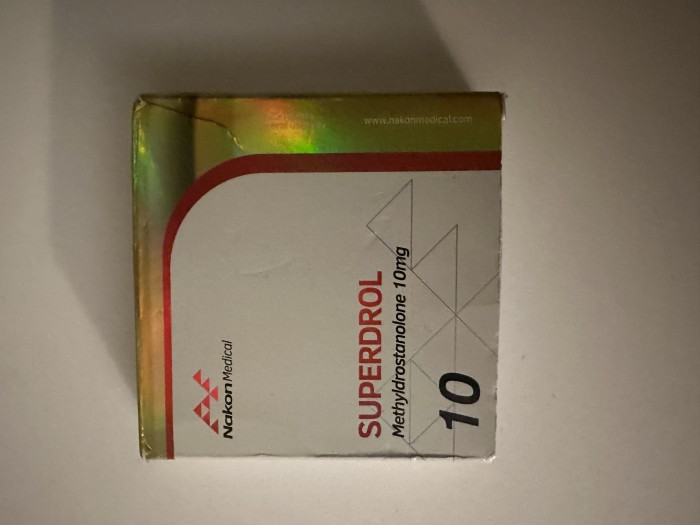 www.nakonmedical.com
Nakon Medical
SUPERDROL
Methyldrostanolone 10mg
10